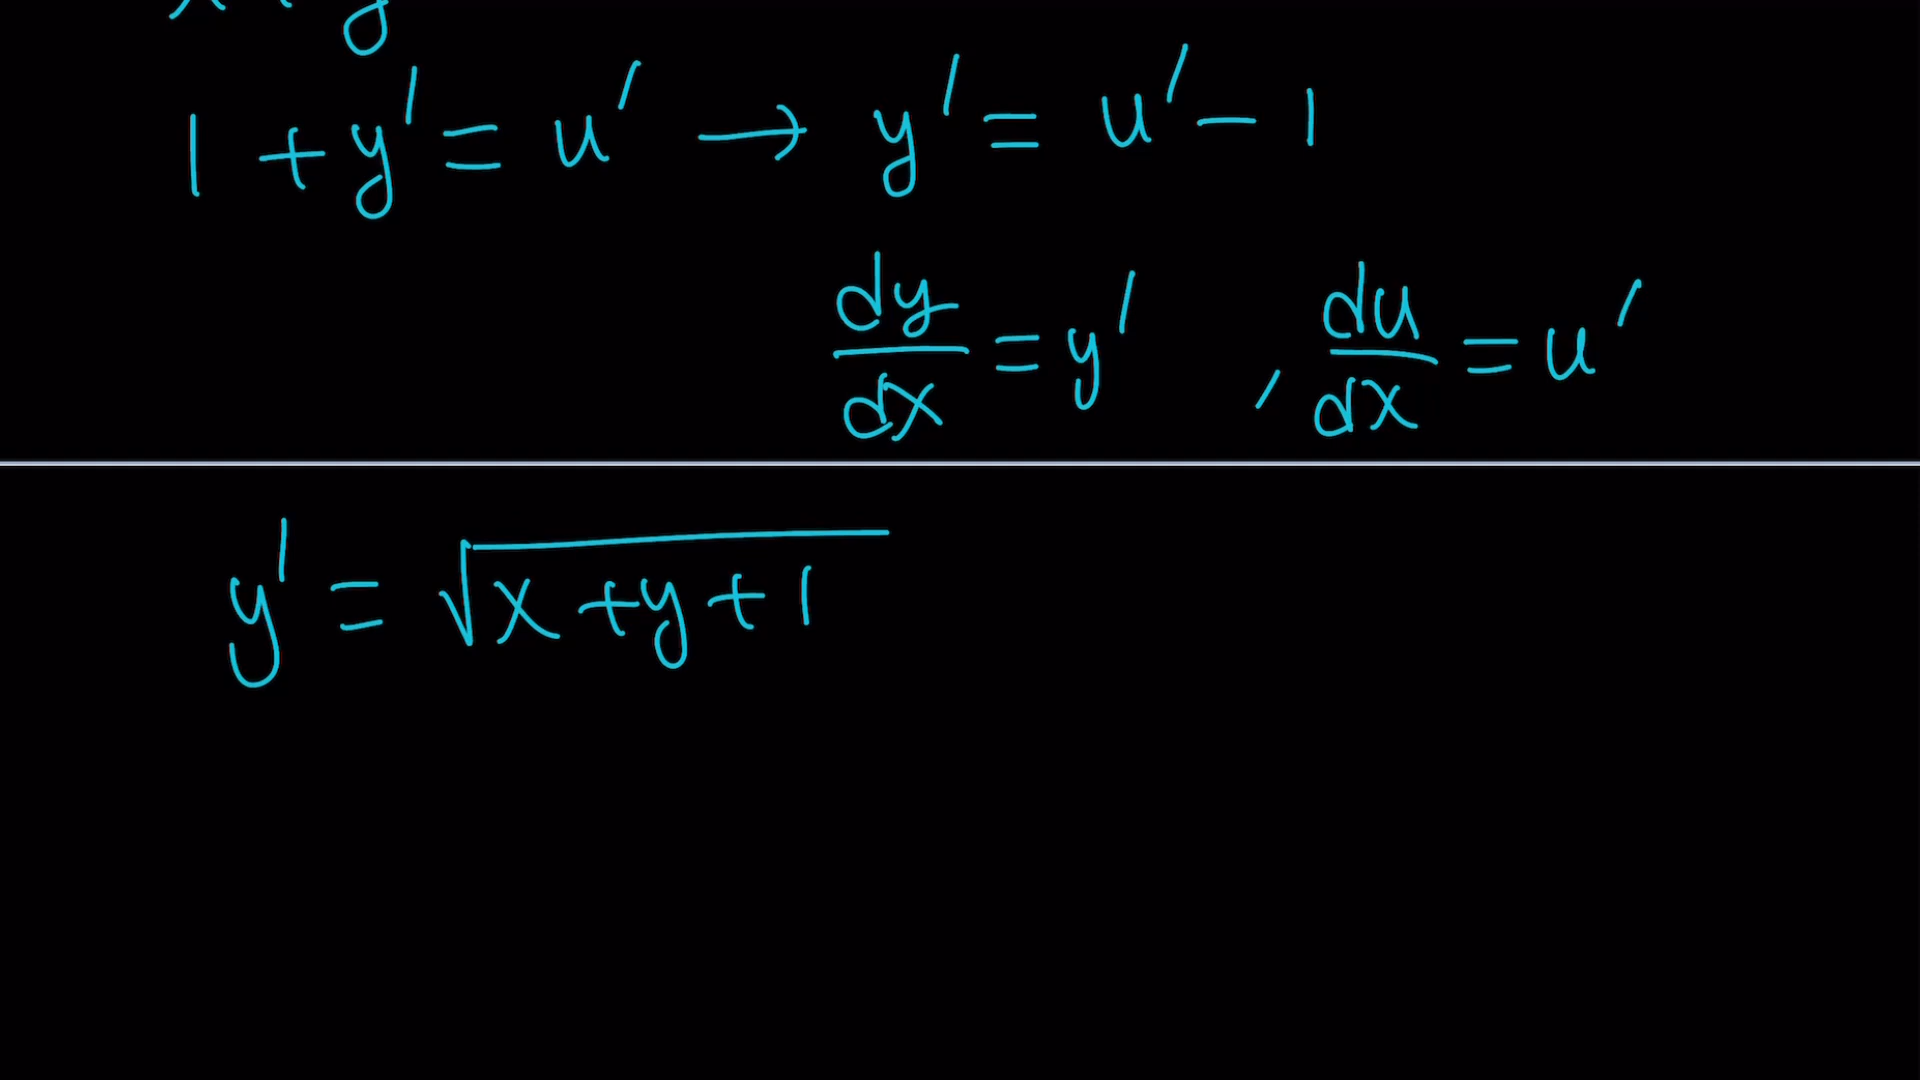 1 + y' = u' → y' = u' - 1
dy/dx = y' , du/dx = u'
y' = √(x + y + 1)